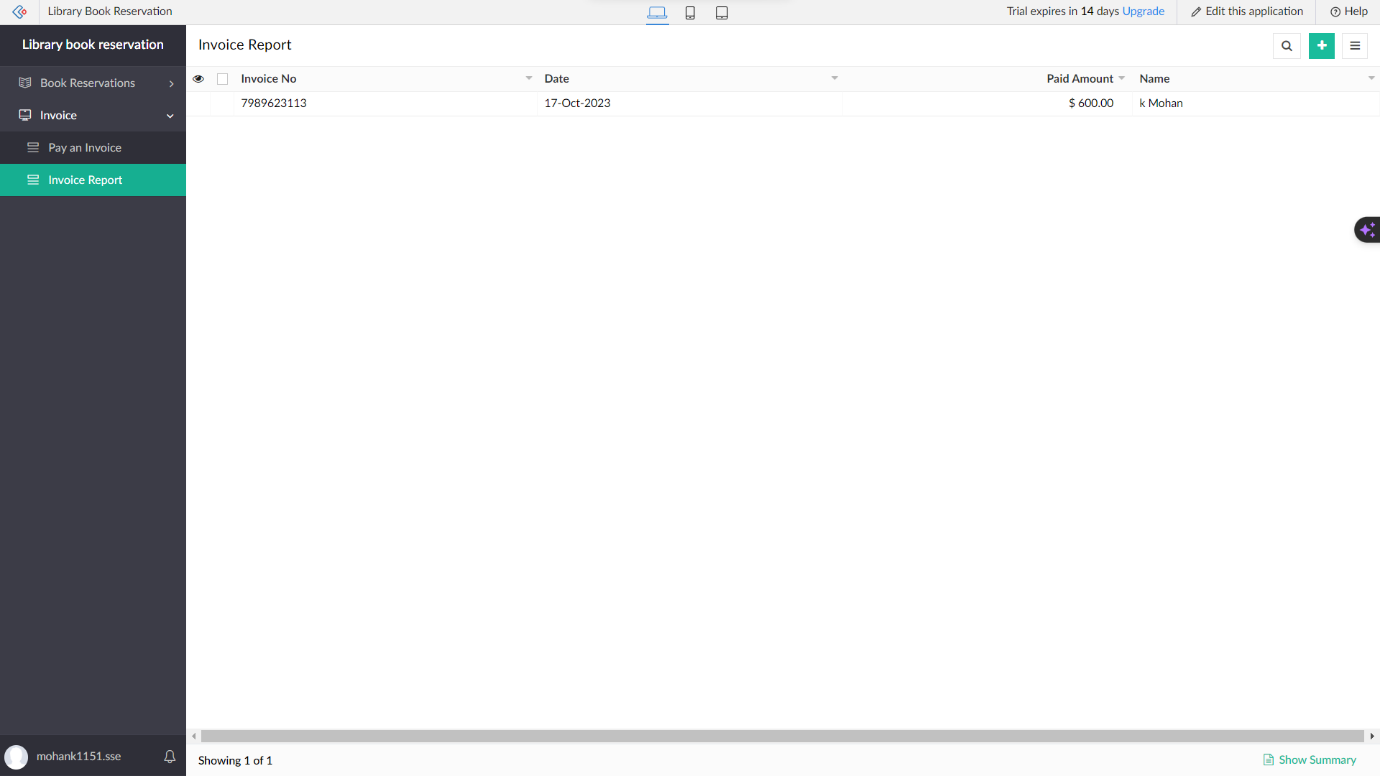 Library Book Reservation
Trial expires in 14 days Upgrade
Edit this application
Help
Library book reservation
Book Reservations
Invoice
Pay an Invoice
Invoice Report
mohank1151.sse
Invoice Report
Invoice No Date Paid Amount Name
7989623113 17-Oct-2023 $ 600.00 k Mohan
Showing 1 of 1
Show Summary